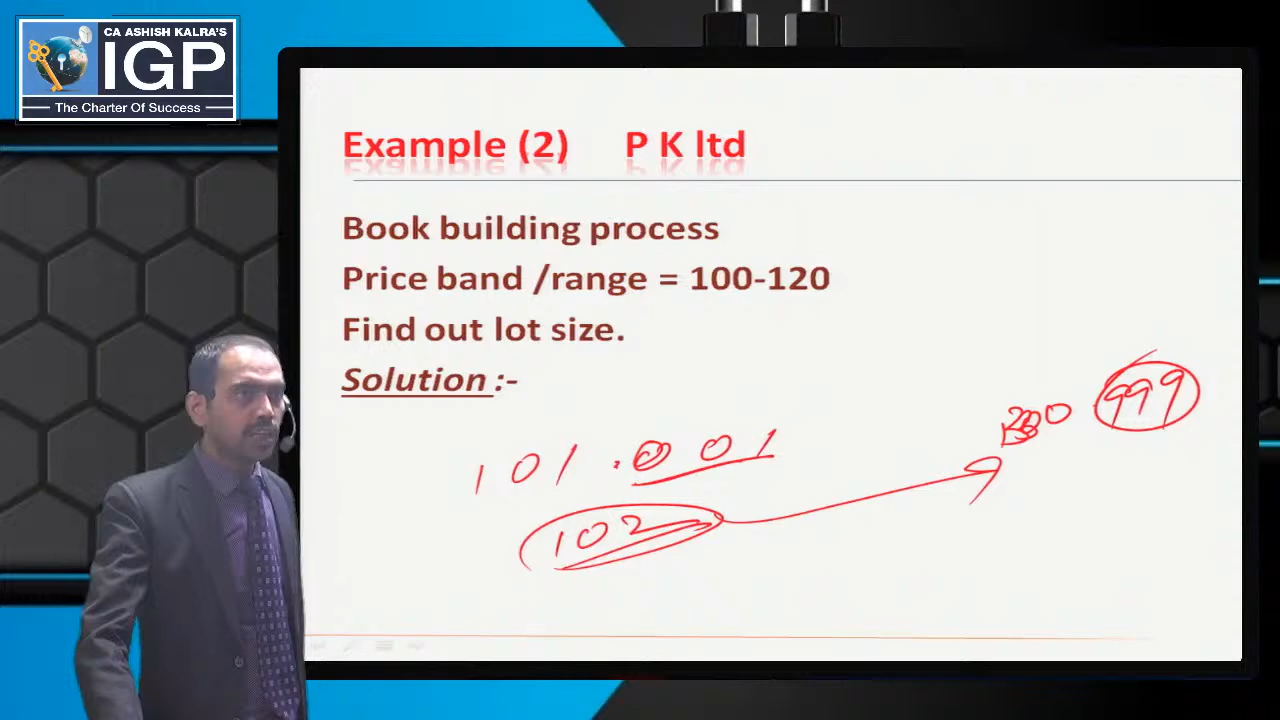 CA ASHISH KALRA'S
IGP
The Charter Of Success
Example (2) P K ltd
Book building process
Price band /range = 100-120
Find out lot size.
Solution :-
999
101.001
102